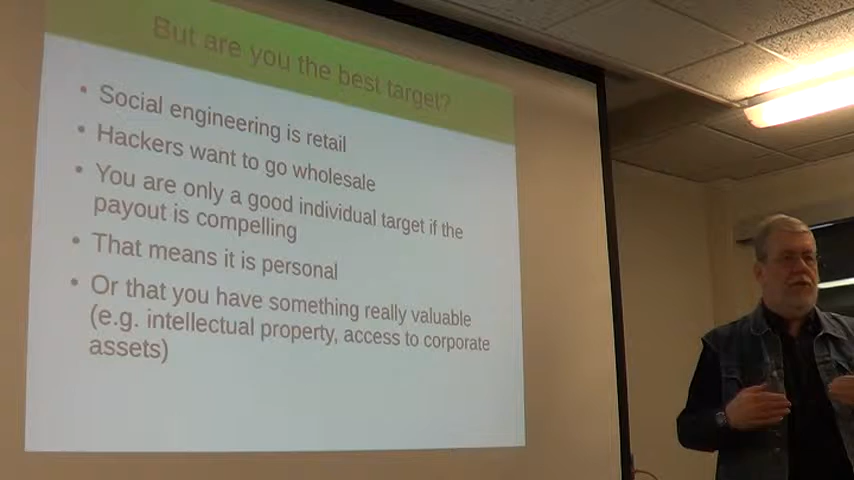 But are you the best target?
• Social engineering is retail
• Hackers want to go wholesale
• You are only a good individual target if the
payout is compelling
• That means it is personal
• Or that you have something really valuable
(e.g. intellectual property, access to corporate
assets)